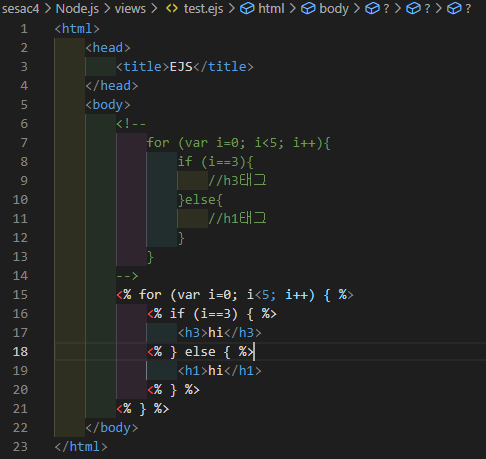 sesac4 > Node.js > views > <> test.ejs > html > body > ? > ? > ?
1 <html>
2     <head>
3         <title>EJS</title>
4     </head>
5     <body>
6         <!--
7             for (var i=0; i<5; i++){
8                 if (i==3){
9                     //h3태그
10                 }else{
11                     //h1태그
12                 }
13             }
14         -->
15         <% for (var i=0; i<5; i++) { %>
16             <% if (i==3) { %>
17                 <h3>hi</h3>
18             <% } else { %>
19                 <h1>hi</h1>
20             <% } %>
21         <% } %>
22     </body>
23 </html>